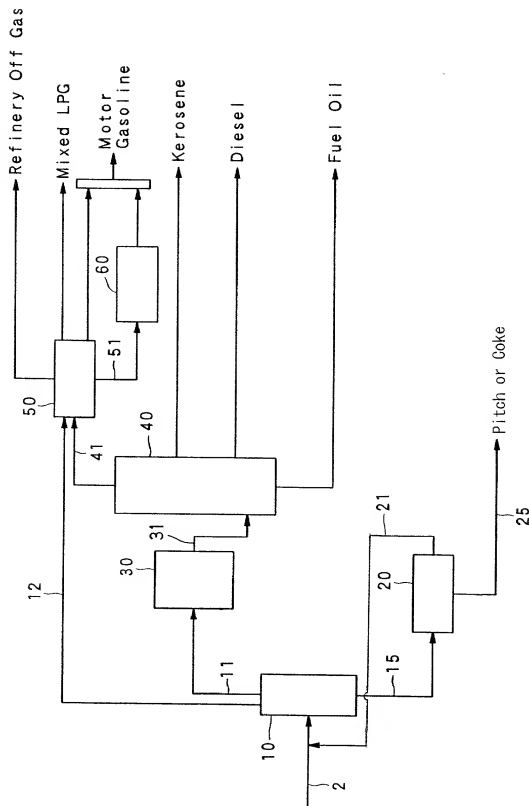 Refinery Off Gas
Mixed LPG
Motor
Gasoline
Kerosene
Diesel
Fuel Oil
Pitch or Coke
50
51
60
41
40
12
31
30
11
10
2
15
20
21
25